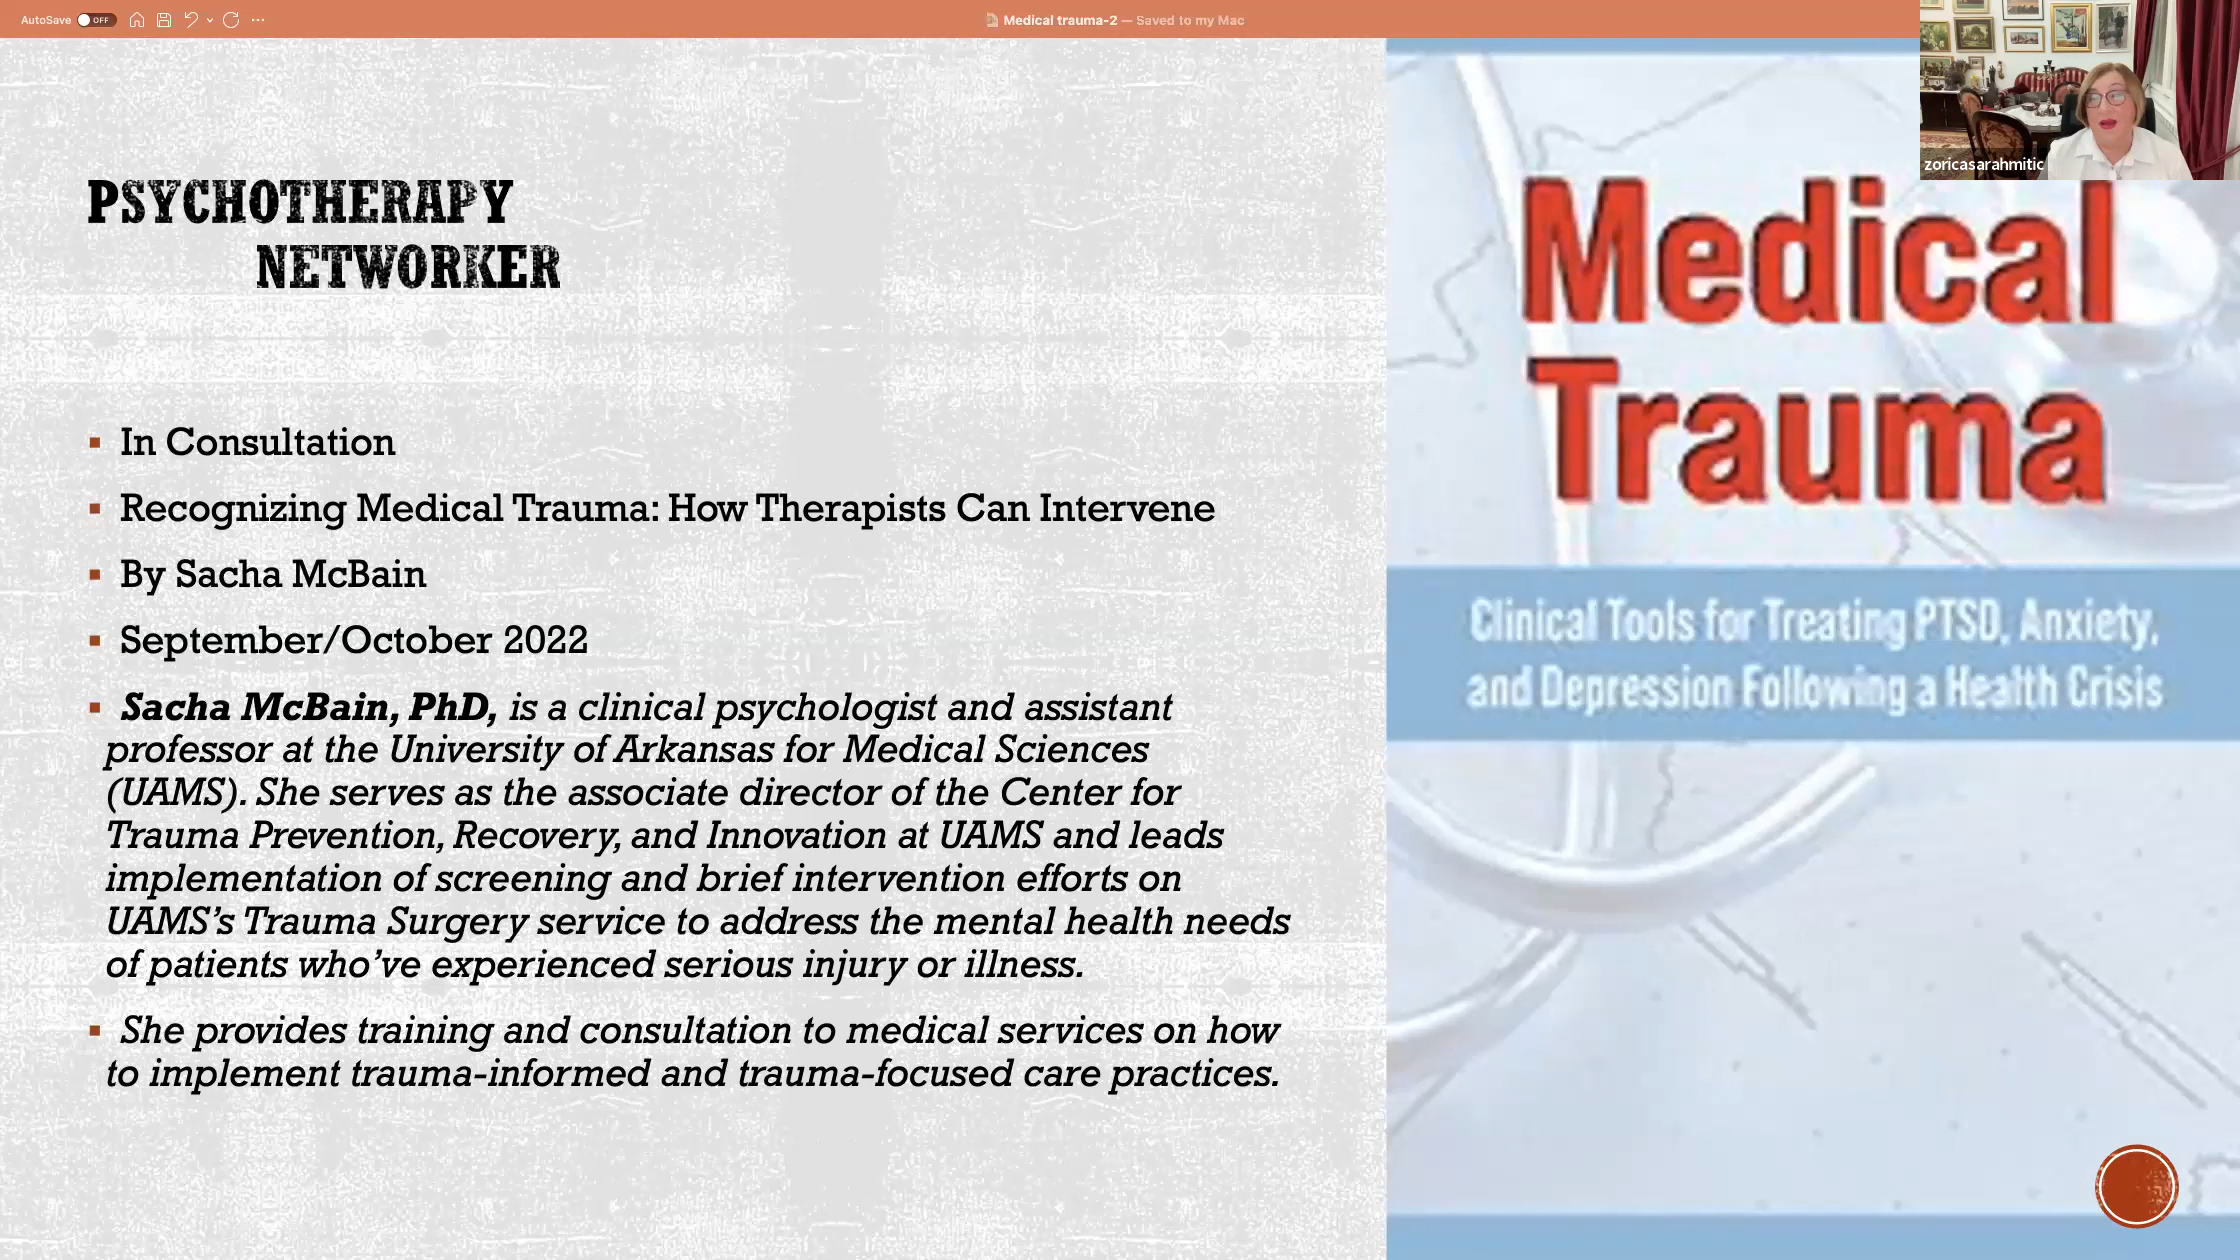 AutoSave OFF
Medical trauma-2 — Saved to my Mac
zoricasarahmitic
PSYCHOTHERAPY
NETWORKER
In Consultation
Recognizing Medical Trauma: How Therapists Can Intervene
By Sacha McBain
September/October 2022
Sacha McBain, PhD, is a clinical psychologist and assistant
professor at the University of Arkansas for Medical Sciences
(UAMS). She serves as the associate director of the Center for
Trauma Prevention, Recovery, and Innovation at UAMS and leads
implementation of screening and brief intervention efforts on
UAMS’s Trauma Surgery service to address the mental health needs
of patients who’ve experienced serious injury or illness.
She provides training and consultation to medical services on how
to implement trauma-informed and trauma-focused care practices.
Medical
Trauma
Clinical Tools for Treating PTSD, Anxiety,
and Depression Following a Health Crisis